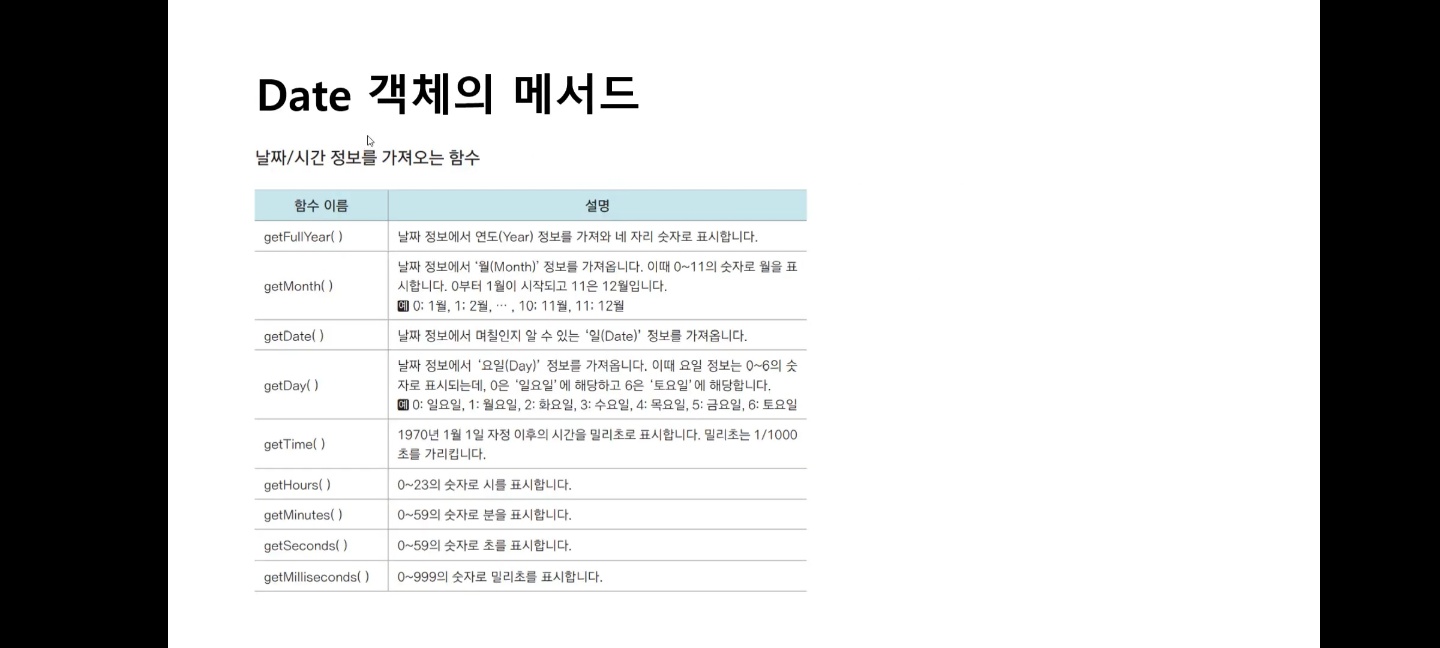 Date 객체의 메서드
날짜/시간 정보를 가져오는 함수
함수 이름 설명
getFullYear( ) 날짜 정보에서 연도(Year) 정보를 가져와 네 자리 숫자로 표시합니다.
getMonth( ) 날짜 정보에서 ‘월(Month)’ 정보를 가져옵니다. 이때 0~11의 숫자로 월을 표
시합니다. 0부터 1월이 시작되고 11은 12월입니다.
예 0: 1월, 1: 2월, … , 10: 11월, 11: 12월
getDate( ) 날짜 정보에서 며칠인지 알 수 있는 ‘일(Date)’ 정보를 가져옵니다.
getDay( ) 날짜 정보에서 ‘요일(Day)’ 정보를 가져옵니다. 이때 요일 정보는 0~6의 숫
자로 표시되는데, 0은 ‘일요일’에 해당하고 6은 ‘토요일’에 해당합니다.
예 0: 일요일, 1: 월요일, 2: 화요일, 3: 수요일, 4: 목요일, 5: 금요일, 6: 토요일
getTime( ) 1970년 1월 1일 자정 이후의 시간을 밀리초로 표시합니다. 밀리초는 1/1000
초를 가리킵니다.
getHours( ) 0~23의 숫자로 시를 표시합니다.
getMinutes( ) 0~59의 숫자로 분을 표시합니다.
getSeconds( ) 0~59의 숫자로 초를 표시합니다.
getMilliseconds( ) 0~999의 숫자로 밀리초를 표시합니다.